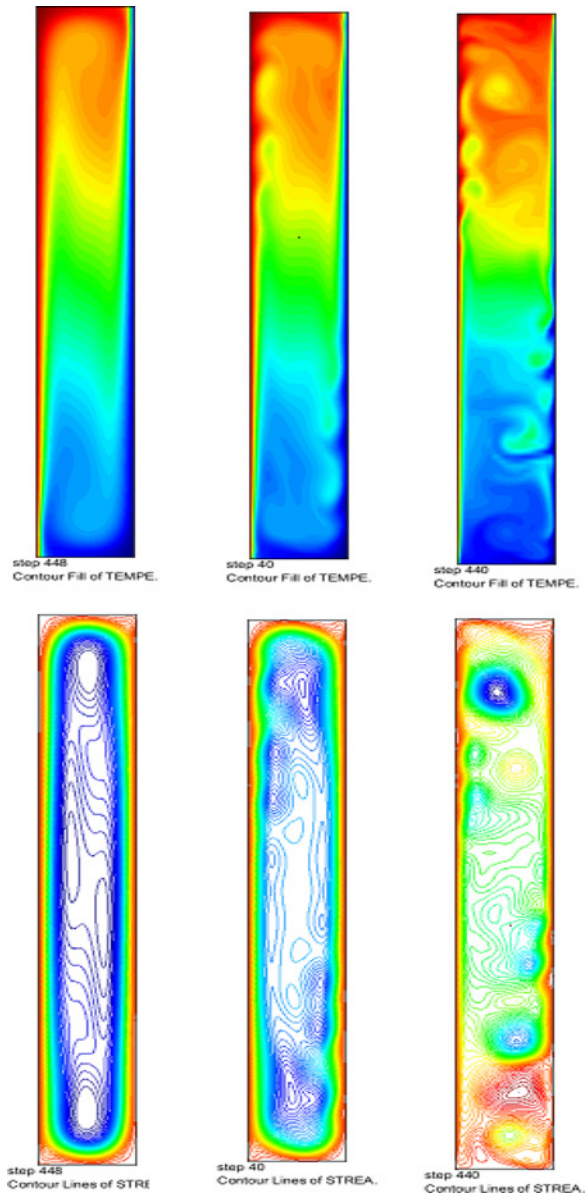 step 448
Contour Fill of TEMPE.
step 40
Contour Fill of TEMPE.
step 440
Contour Fill of TEMPE.
step 448
Contour Lines of STRE
step 40
Contour Lines of STREA.
step 440
Contour Lines of STREA.